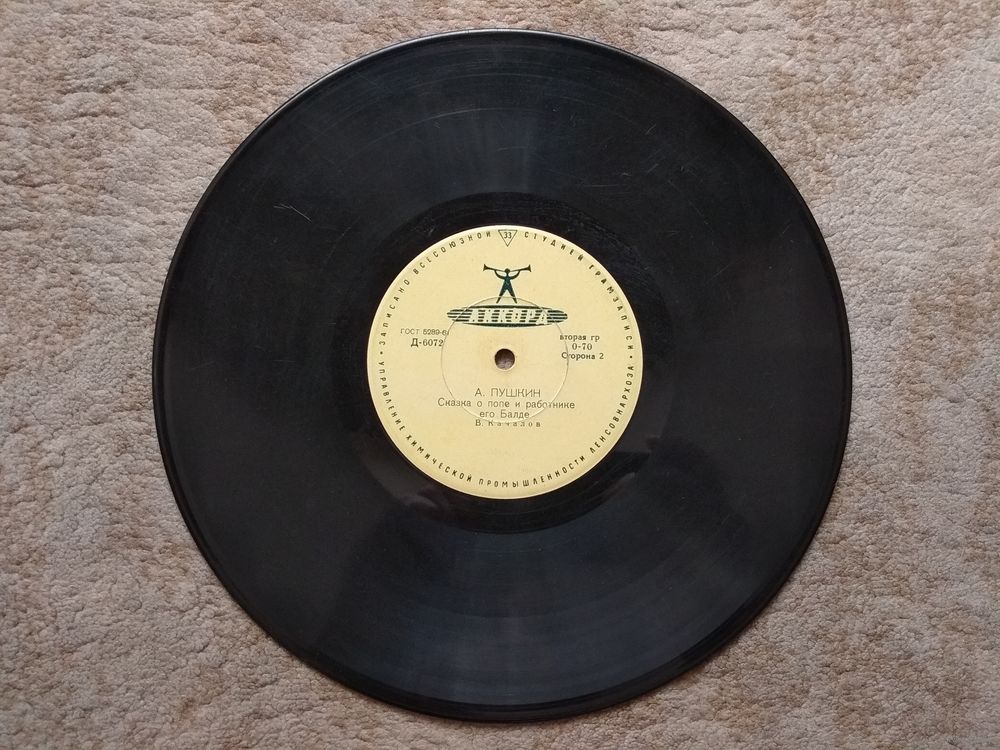 ЗАПИСАНО ВСЕСОЮЗНОЙ 33 СТУДИЕЙ ГРАМЗАПИСИ
АККОРД
ГОСТ 5289-6
Д-6072
вторая гр
0-70
Сторона 2
А. ПУШКИН
Сказка о попе и работнике
его Балде
В. Качалов
УПРАВЛЕНИЕ ХИМИЧЕСКОЙ ПРОМЫШЛЕННОСТИ ЛЕНСОВНАРХОЗА